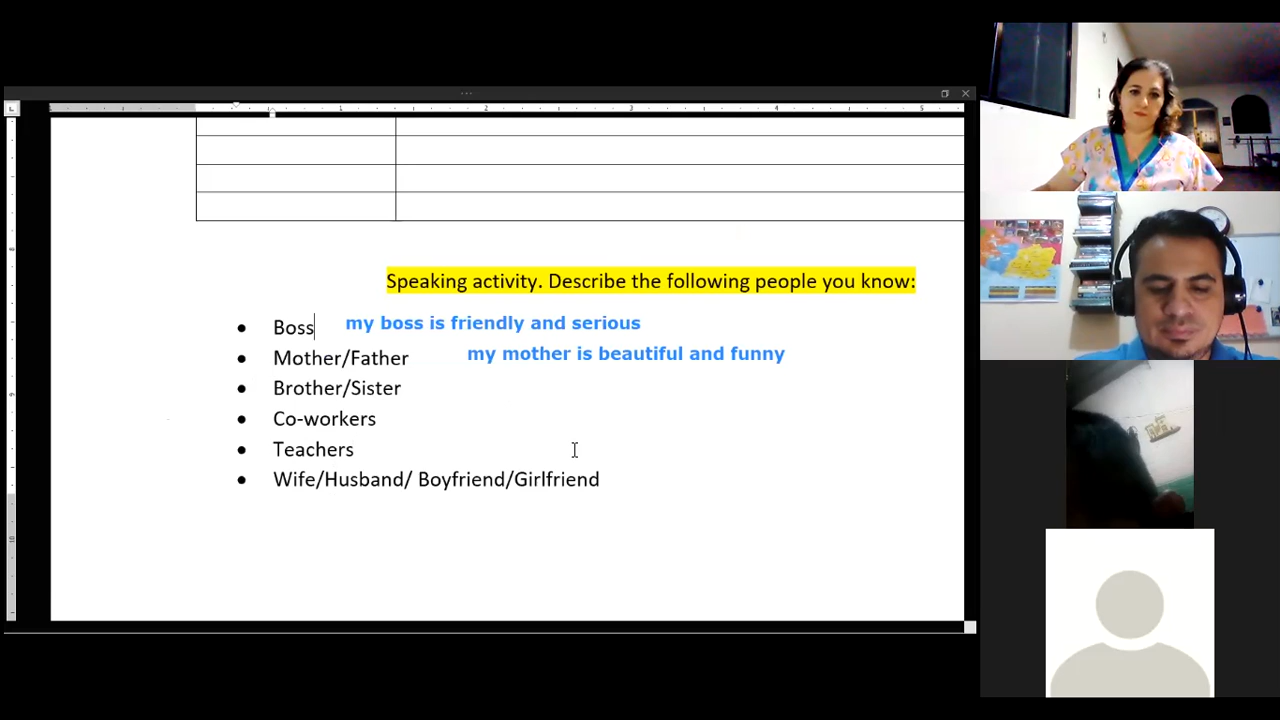 Speaking activity. Describe the following people you know:
Boss my boss is friendly and serious
Mother/Father my mother is beautiful and funny
Brother/Sister
Co-workers
Teachers
Wife/Husband/ Boyfriend/Girlfriend